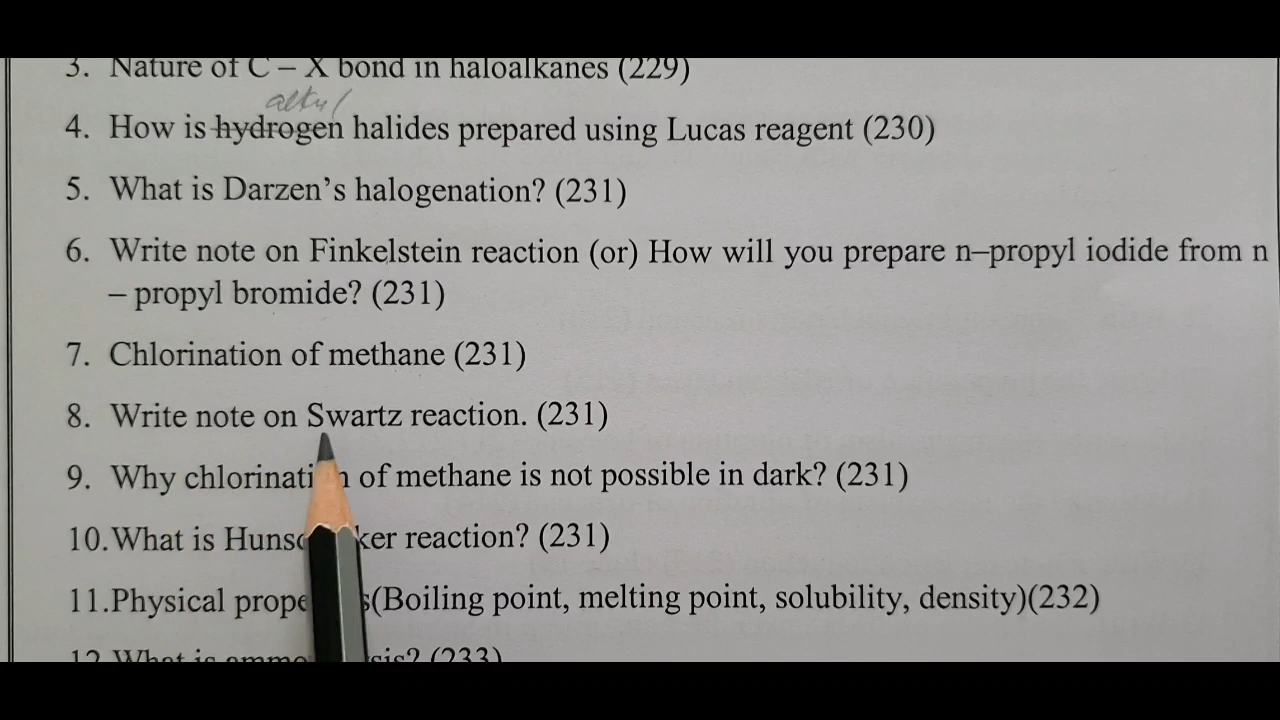 3. Nature of C – X bond in haloalkanes (229)
alkyl
4. How is hydrogen halides prepared using Lucas reagent (230)
5. What is Darzen's halogenation? (231)
6. Write note on Finkelstein reaction (or) How will you prepare n–propyl iodide from n
– propyl bromide? (231)
7. Chlorination of methane (231)
8. Write note on Swartz reaction. (231)
9. Why of methane is not possible in dark? (231)
10. What is reaction? (231)
11. Physical (Boiling point, melting point, solubility, density)(232)
12. What is (233)